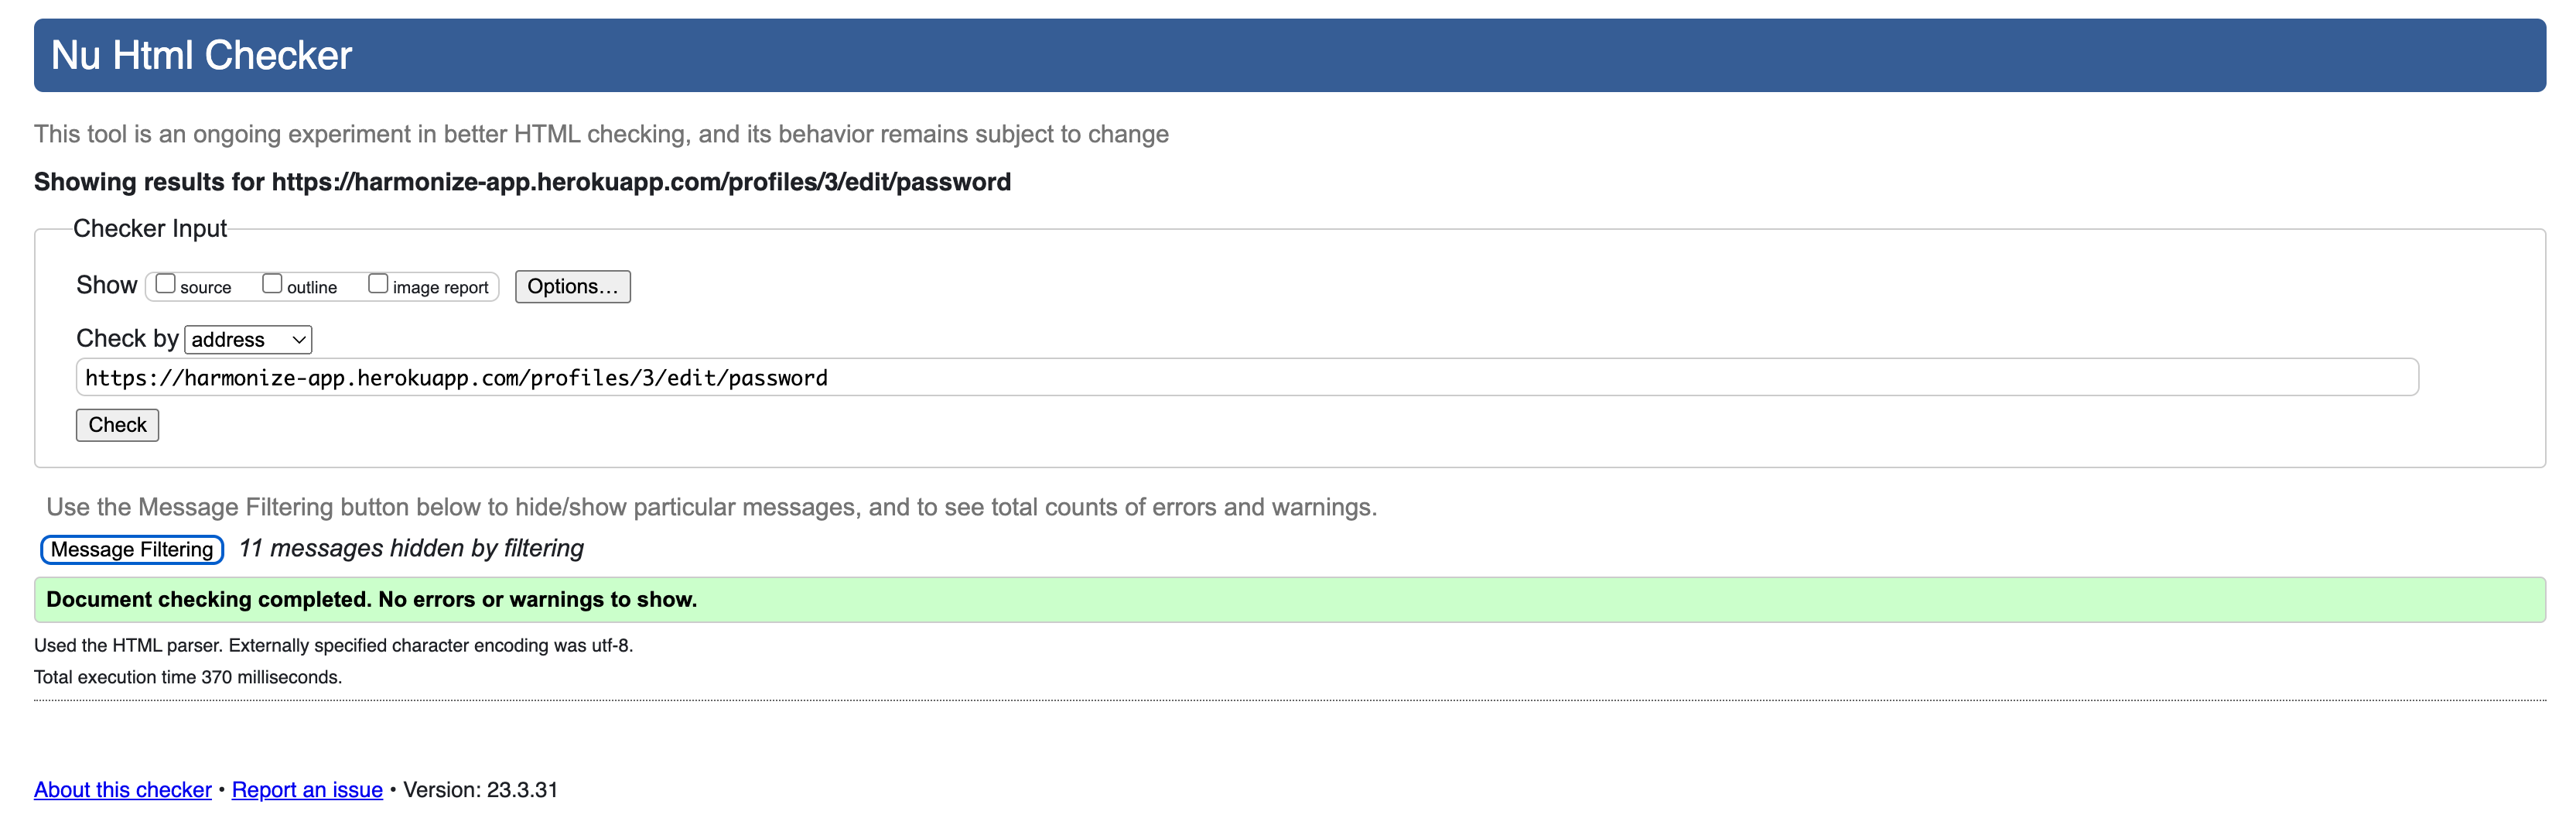 Nu Html Checker
This tool is an ongoing experiment in better HTML checking, and its behavior remains subject to change
Showing results for https://harmonize-app.herokuapp.com/profiles/3/edit/password
Checker Input
Show source outline image report Options...
Check by address
https://harmonize-app.herokuapp.com/profiles/3/edit/password
Check
Use the Message Filtering button below to hide/show particular messages, and to see total counts of errors and warnings.
Message Filtering 11 messages hidden by filtering
Document checking completed. No errors or warnings to show.
Used the HTML parser. Externally specified character encoding was utf-8.
Total execution time 370 milliseconds.
About this checker • Report an issue • Version: 23.3.31